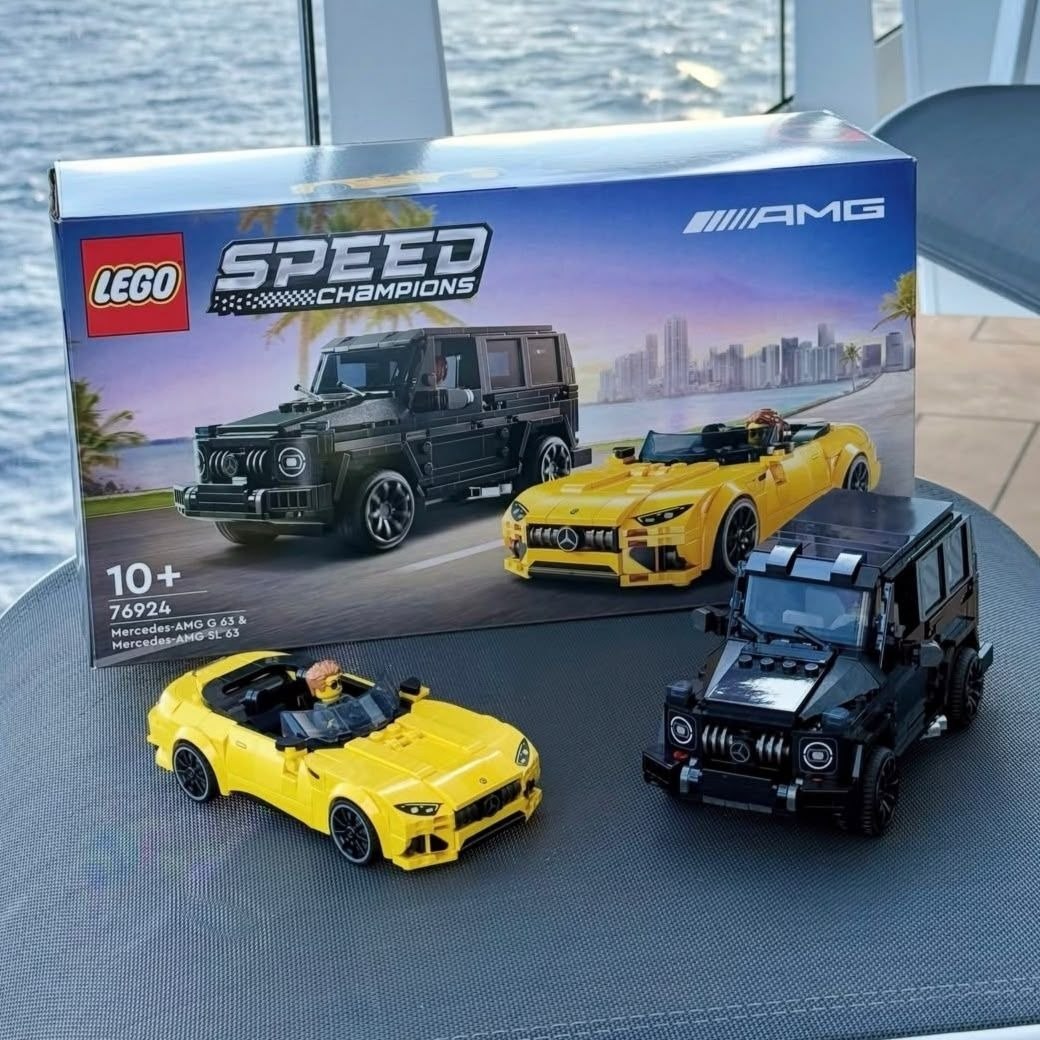 LEGO
SPEED
CHAMPIONS
AMG
10+
76924
Mercedes-AMG G 63 &
Mercedes-AMG SL 63